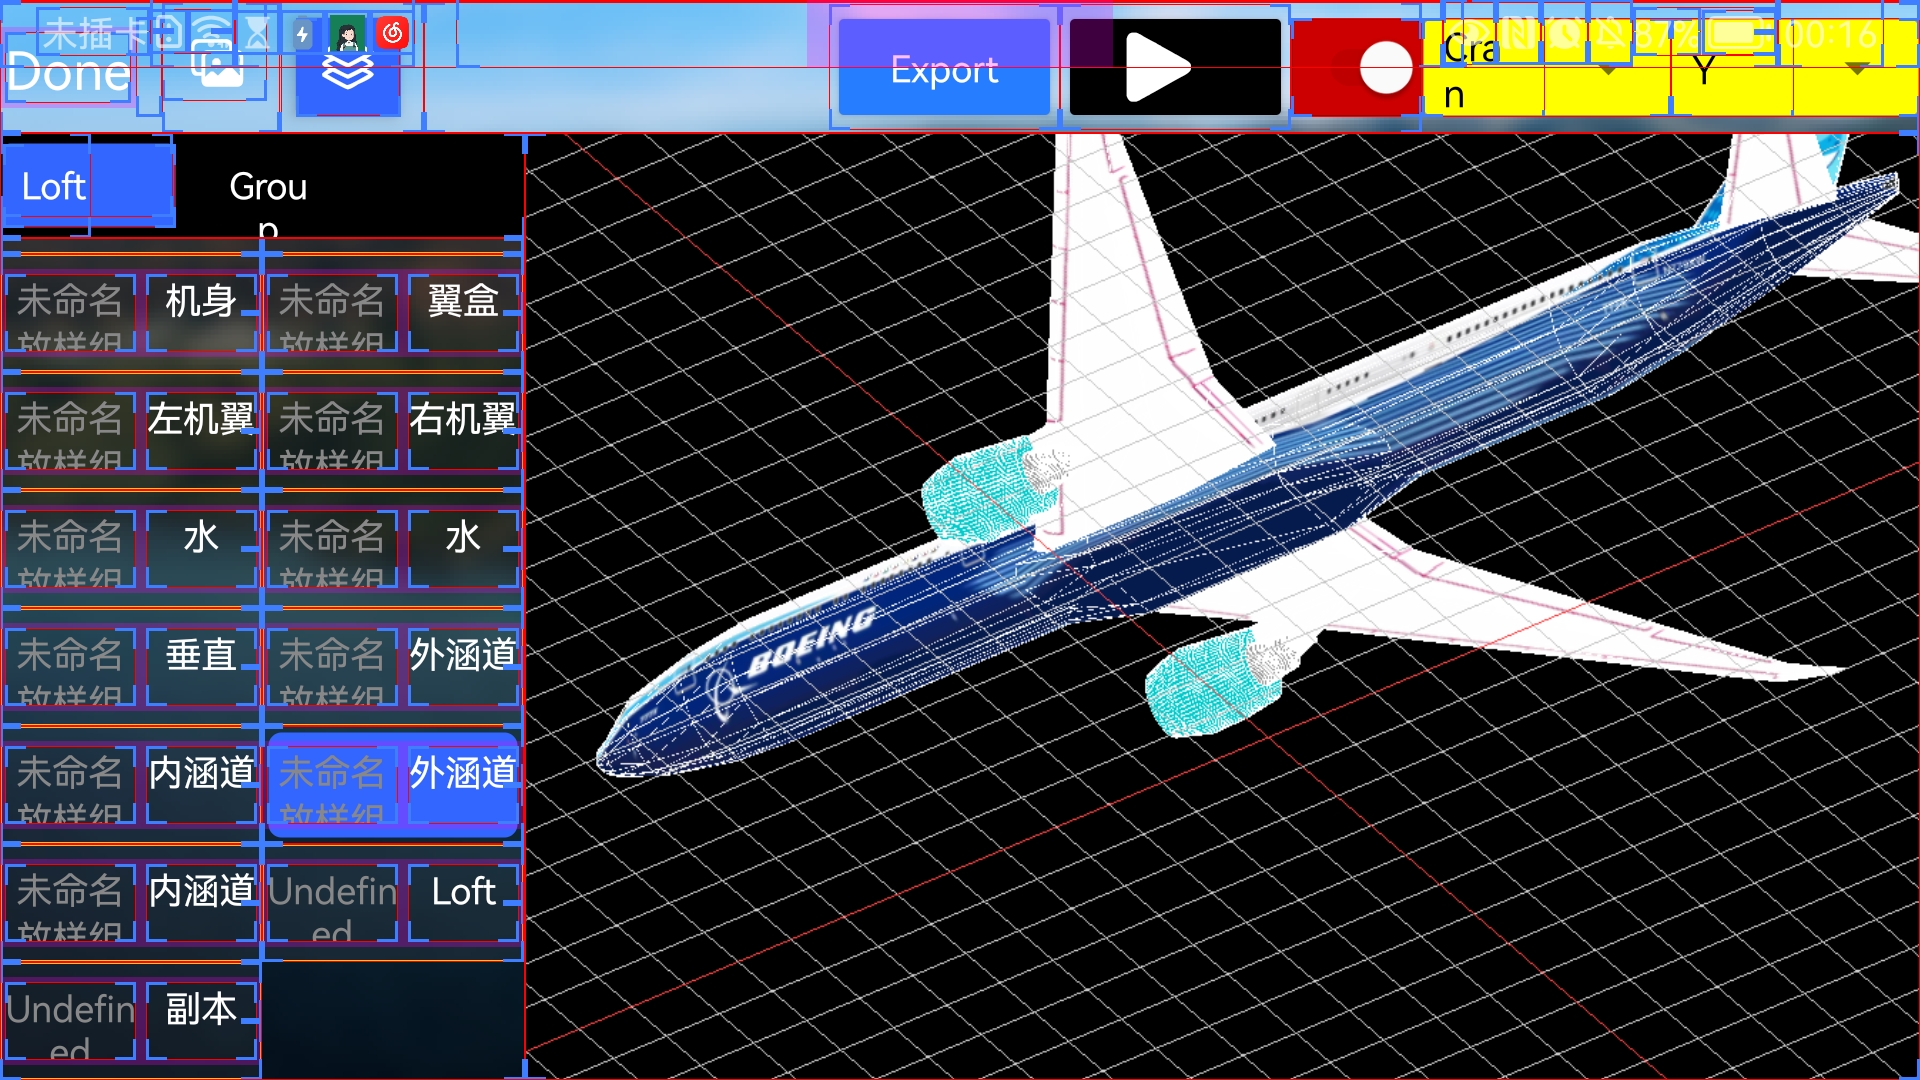 未插卡
87%
00:16
Done
Export
Cra
n
Y
Loft
Grou
p
未命名
放样组
机身
未命名
放样组
翼盒
未命名
放样组
左机翼
未命名
放样组
右机翼
未命名
放样组
水
未命名
放样组
水
未命名
放样组
垂直
未命名
放样组
外涵道
未命名
放样组
内涵道
未命名
放样组
外涵道
未命名
放样组
内涵道
Undefin
ed
Loft
Undefin
ed
副本
BOEING